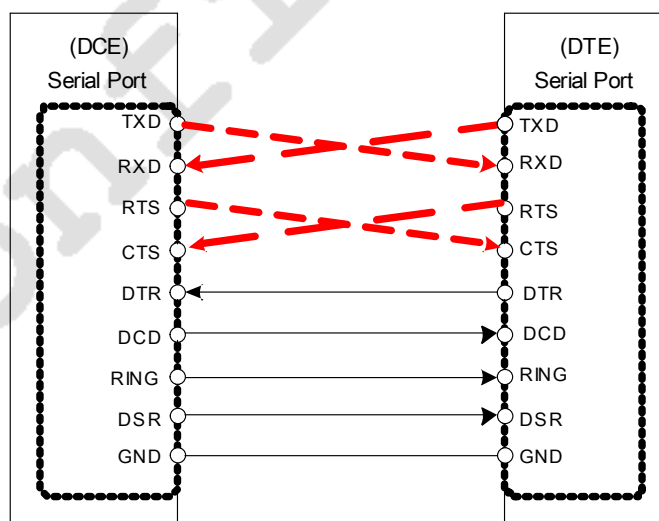 (DCE)
Serial Port
(DTE)
Serial Port
TXD
TXD
RXD
RXD
RTS
RTS
CTS
CTS
DTR
DTR
DCD
DCD
RING
RING
DSR
DSR
GND
GND